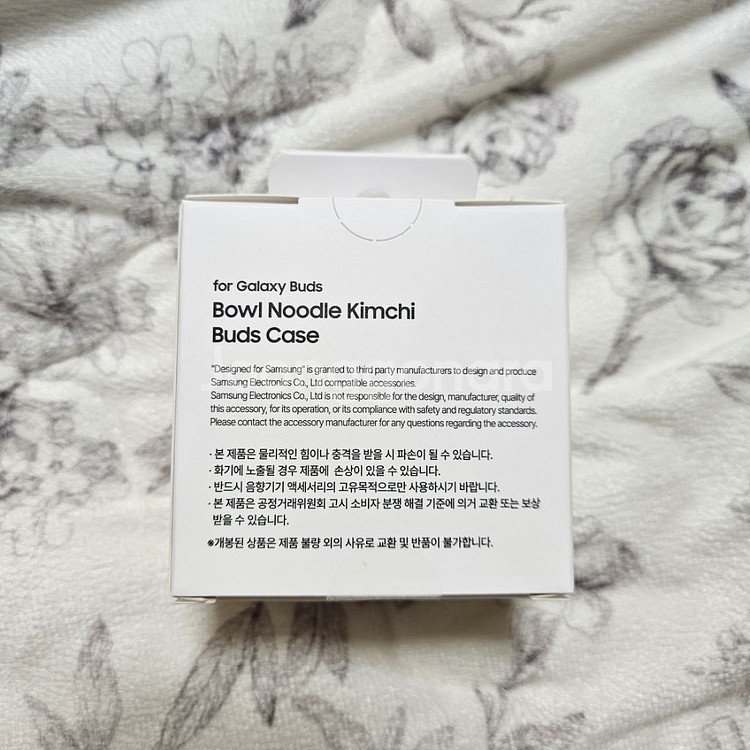 for Galaxy Buds
Bowl Noodle Kimchi
Buds Case
"Designed for Samsung" is granted to third party manufacturers to design and produce
Samsung Electronics Co., Ltd compatible accessories.
Samsung Electronics Co., Ltd is not responsible for the design, manufacturer, quality of
this accessory, for its operation, or its compliance with safety and regulatory standards.
Please contact the accessory manufacturer for any questions regarding the accessory.
· 본 제품은 물리적인 힘이나 충격을 받을 시 파손이 될 수 있습니다.
· 화기에 노출될 경우 제품에 손상이 있을 수 있습니다.
· 반드시 음향기기 액세서리의 고유목적으로만 사용하시기 바랍니다.
· 본 제품은 공정거래위원회 고시 소비자 분쟁 해결 기준에 의거 교환 또는 보상
받을 수 있습니다.
※개봉된 상품은 제품 불량 외의 사유로 교환 및 반품이 불가합니다.